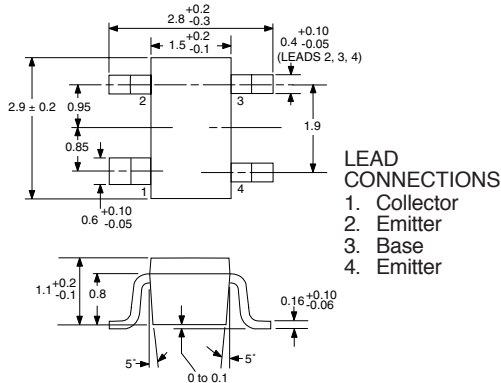 2.8 +0.2 -0.3
1.5 +0.2 -0.1
0.4 +0.10 -0.05
(LEADS 2, 3, 4)
2
3
2.9 ± 0.2
0.95
0.85
1.9
1
4
0.6 +0.10 -0.05
LEAD
CONNECTIONS
1. Collector
2. Emitter
3. Base
4. Emitter
1.1 +0.2 -0.1
0.8
0.16 +0.10 -0.06
5°
5°
0 to 0.1